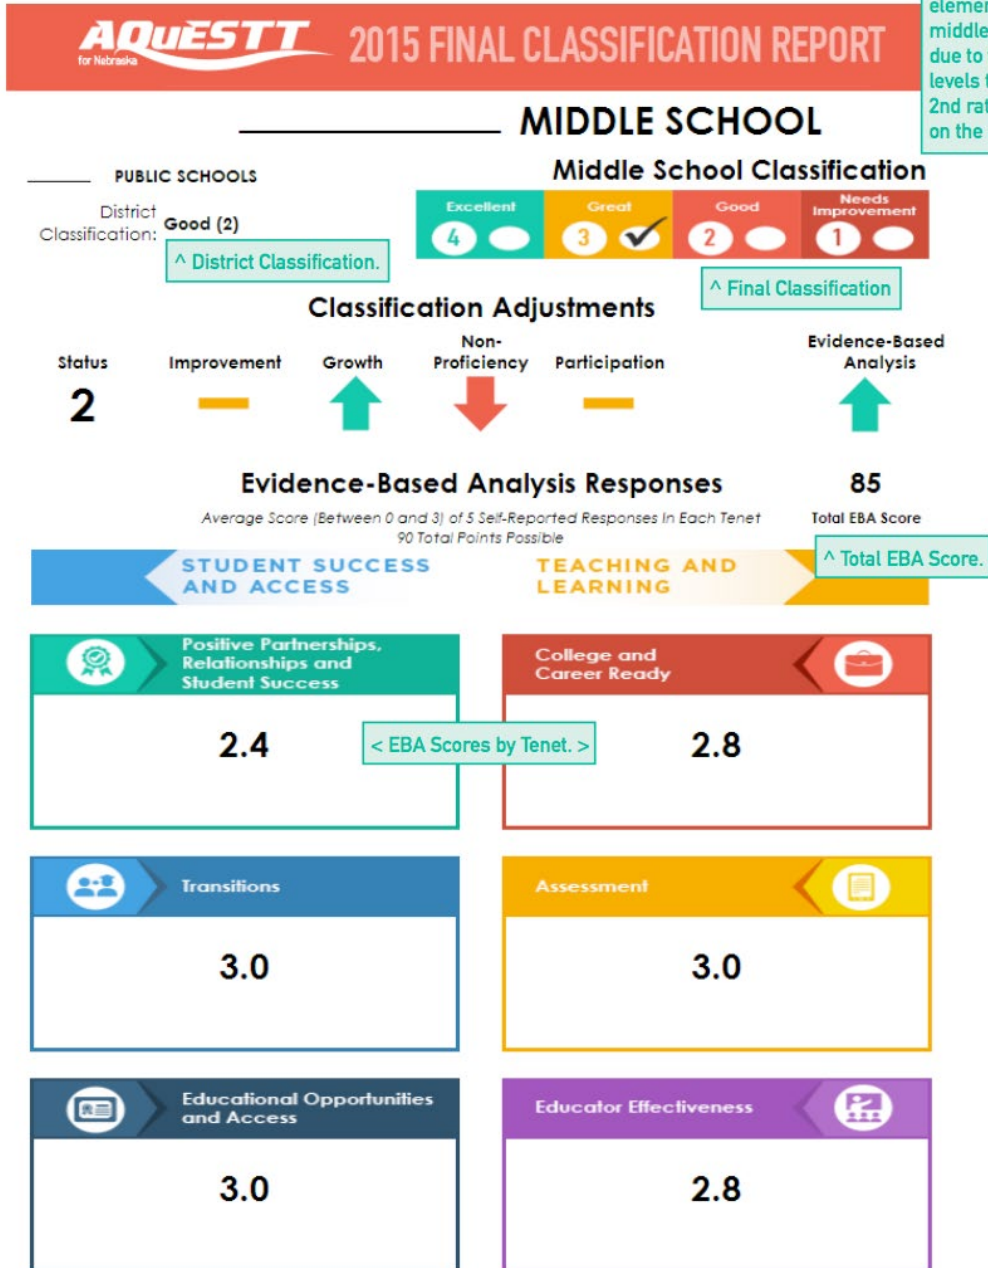 AQuESTT
for Nebraska
2015 FINAL CLASSIFICATION REPORT
middle
due to
levels
2nd
on the
MIDDLE SCHOOL
PUBLIC SCHOOLS
District
Classification:
Good (2)
^ District Classification.
Middle School Classification
Excellent
4
Great
3
Good
2
Needs
Improvement
1
^ Final Classification
Classification Adjustments
Status
2
Improvement
Growth
Non-
Proficiency
Participation
Evidence-Based
Analysis
Evidence-Based Analysis Responses
Average Score (Between 0 and 3) of 5 Self-Reported Responses In Each Tenet
90 Total Points Possible
85
Total EBA Score
^ Total EBA Score.
STUDENT SUCCESS
AND ACCESS
TEACHING AND
LEARNING
Positive Partnerships,
Relationships and
Student Success
2.4
< EBA Scores by Tenet. >
College and
Career Ready
2.8
Transitions
3.0
Assessment
3.0
Educational Opportunities
and Access
3.0
Educator Effectiveness
2.8